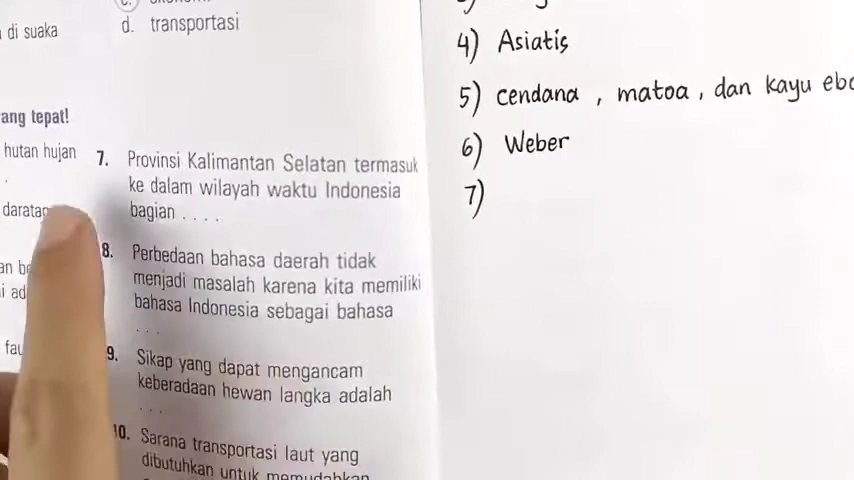 di suaka
d. transportasi
ang tepat!
hutan hujan
daratan
7. Provinsi Kalimantan Selatan termasuk
ke dalam wilayah waktu Indonesia
bagian . . . .
8. Perbedaan bahasa daerah tidak
menjadi masalah karena kita memiliki
bahasa Indonesia sebagai bahasa
. . .
9. Sikap yang dapat mengancam
keberadaan hewan langka adalah
. . .
10. Sarana transportasi laut yang
dibutuhkan untuk memudahkan
4) Asiatis
5) cendana , matoa , dan kayu ebo
6) Weber
7)